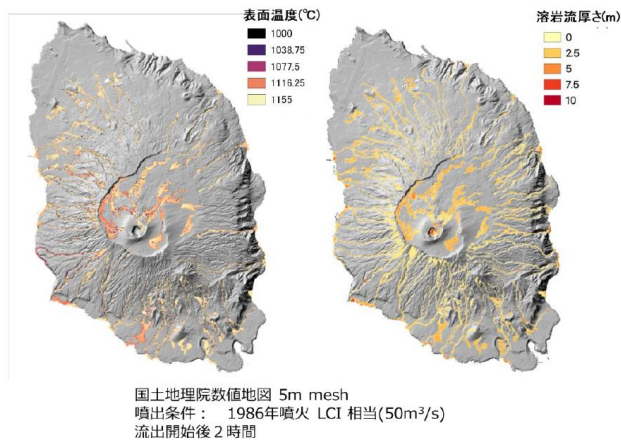 表面温度(℃)
1000
1038.75
1077.5
1116.25
1155
溶岩流厚さ(m)
0
2.5
5
7.5
10
国土地理院数値地図 5m mesh
噴出条件： 1986年噴火 LCI 相当(50m³/s)
流出開始後２時間